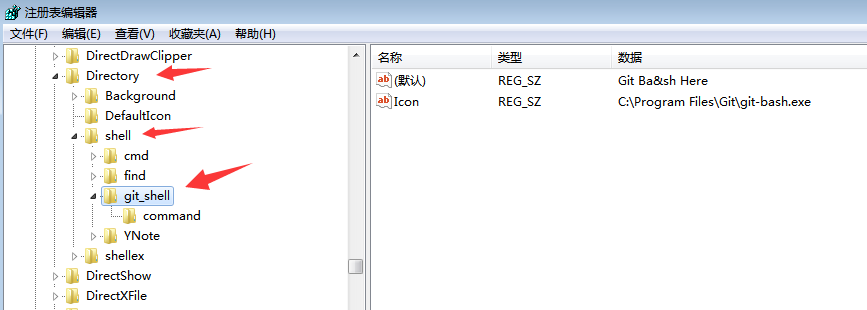 注册表编辑器
文件(F) 编辑(E) 查看(V) 收藏夹(A) 帮助(H)
DirectDrawClipper
Directory
Background
DefaultIcon
shell
cmd
find
git_shell
command
YNote
shellex
DirectShow
DirectXFile
名称 类型 数据
(默认) REG_SZ Git Ba&sh Here
Icon REG_SZ C:\Program Files\Git\git-bash.exe